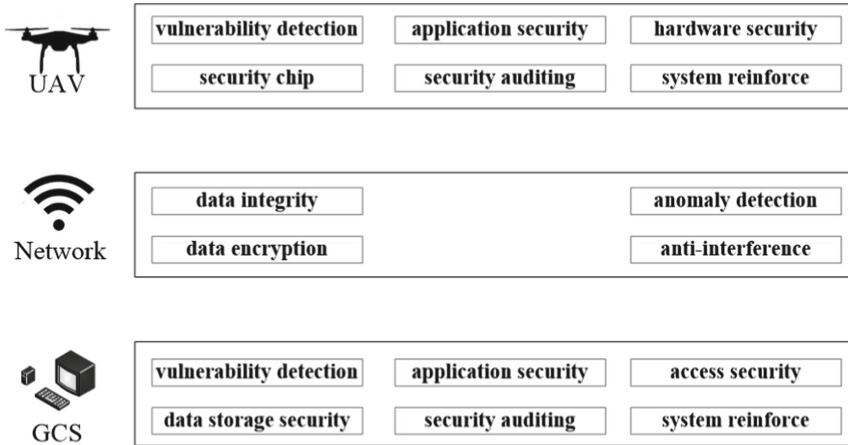 vulnerability detection application security hardware security
UAV security chip security auditing system reinforce
data integrity anomaly detection
Network data encryption anti-interference
vulnerability detection application security access security
GCS data storage security security auditing system reinforce